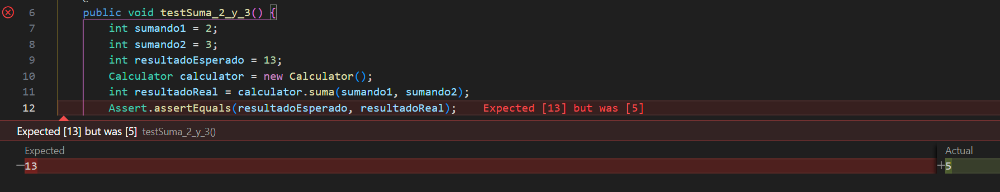 6 public void testSuma_2_y_3() {
7 int sumando1 = 2;
8 int sumando2 = 3;
9 int resultadoEsperado = 13;
10 Calculator calculator = new Calculator();
11 int resultadoReal = calculator.suma(sumando1, sumando2);
12 Assert.assertEquals(resultadoEsperado, resultadoReal); Expected [13] but was [5]
Expected [13] but was [5] testSuma_2_y_3()
Expected Actual
−13 +5